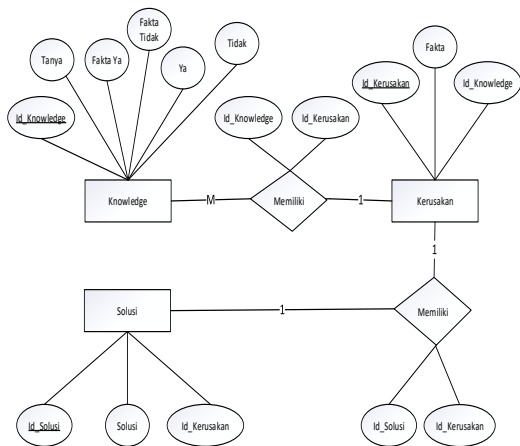 Fakta
Tidak
Tanya
Fakta Ya
Ya
Tidak
Fakta
Id_Knowledge
Id_Knowledge
Id_Kerusakan
Id_Kerusakan
Id_Knowledge
Knowledge
M
Memiliki
1
Kerusakan
1
Solusi
1
Memiliki
Id_Solusi
Solusi
Id_Kerusakan
Id_Solusi
Id_Kerusakan